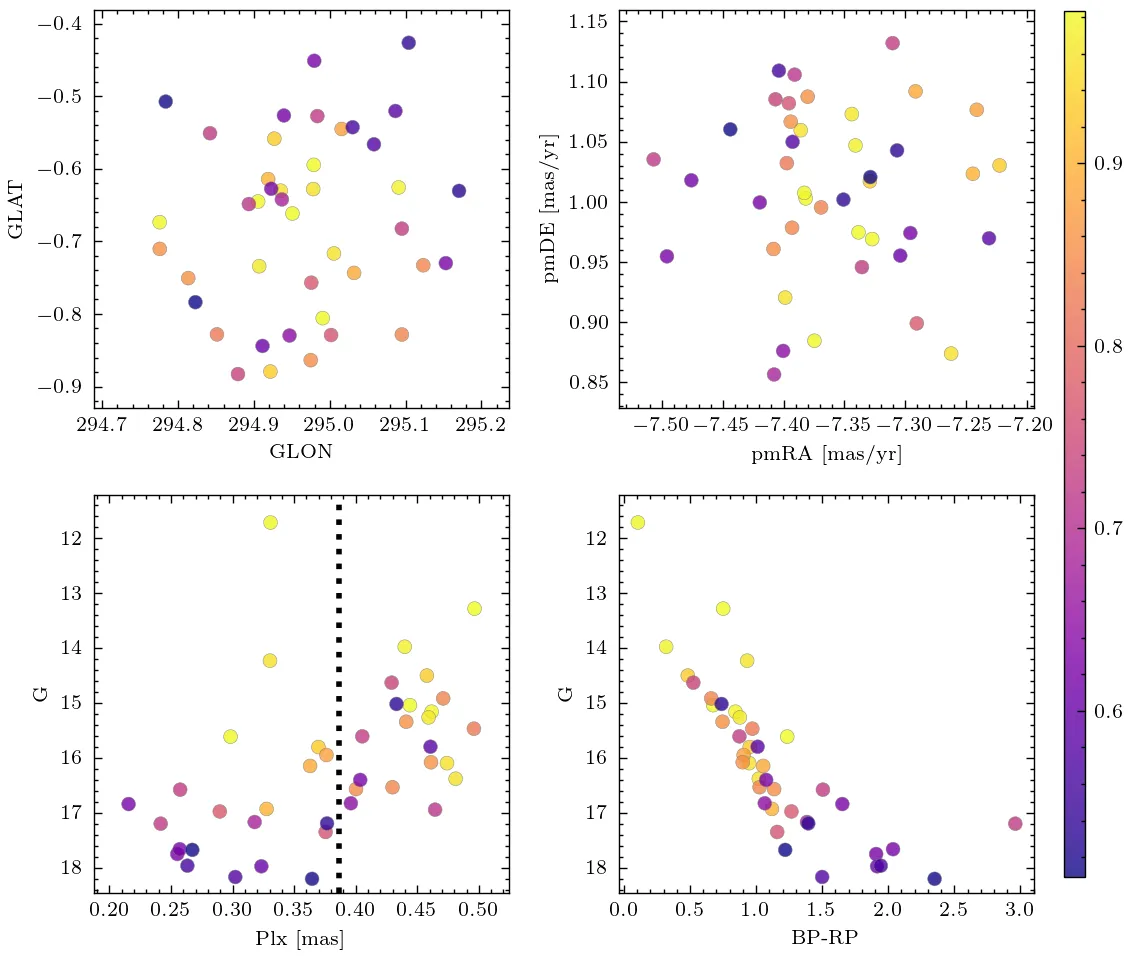 −0.4
−0.5
−0.6
−0.7
−0.8
−0.9
GLAT
294.7 294.8 294.9 295.0 295.1 295.2
GLON
1.15
1.10
1.05
1.00
0.95
0.90
0.85
pmDE [mas/yr]
−7.50 −7.45 −7.40 −7.35 −7.30 −7.25 −7.20
pmRA [mas/yr]
0.9
0.8
0.7
0.6
12
13
14
15
16
17
18
G
0.20 0.25 0.30 0.35 0.40 0.45 0.50
Plx [mas]
12
13
14
15
16
17
18
G
0.0 0.5 1.0 1.5 2.0 2.5 3.0
BP-RP